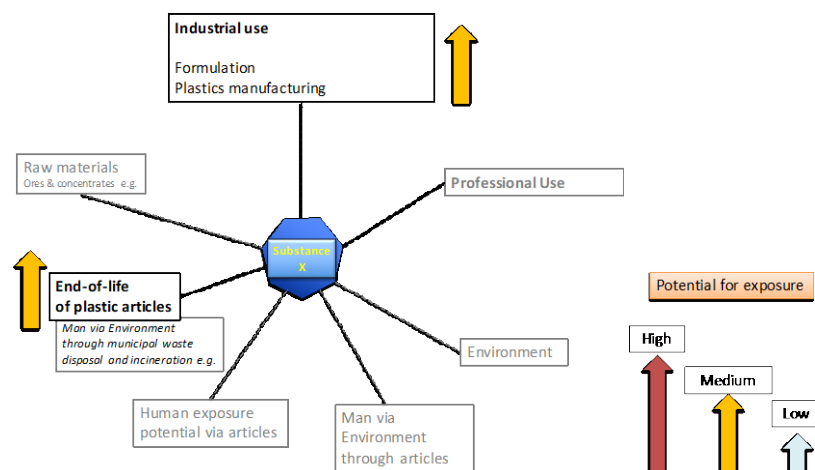 Industrial use
Formulation
Plastics manufacturing
Raw materials
Ores & concentrates e.g.
Professional Use
Substance
X
End-of-life
of plastic articles
Man via Environment
through municipal waste
disposal and incineration e.g.
Potential for exposure
High
Environment
Medium
Human exposure
potential via articles
Man via
Environment
through articles
Low